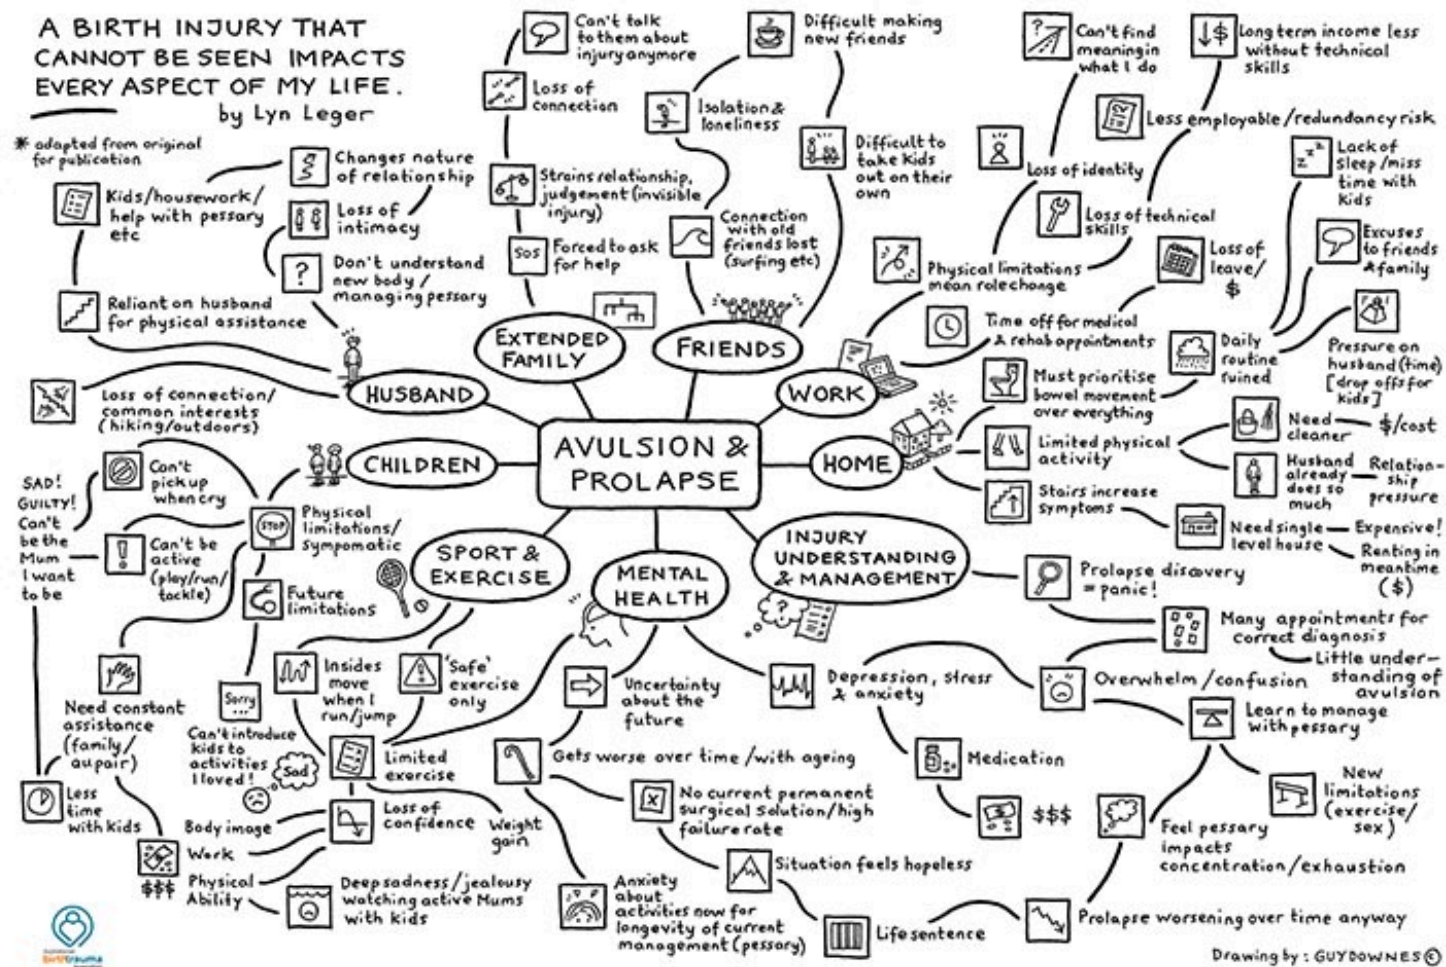 A BIRTH INJURY THAT
CANNOT BE SEEN IMPACTS
EVERY ASPECT OF MY LIFE.
by Lyn Leger
* adapted from original
for publication
AVULSION &
PROLAPSE
HUSBAND
Changes nature
of relationship
Kids/housework/
help with pessary
etc
Loss of
intimacy
Don't understand
new body/
managing pessary
Reliant on husband
for physical assistance
Loss of connection/
common interests
(hiking/outdoors)
EXTENDED
FAMILY
Can't talk
to them about
injury anymore
Loss of
connection
Strains relationship,
judgement (invisible
injury)
SOS
Forced to ask
for help
FRIENDS
Difficult making
new friends
Isolation &
loneliness
Difficult to
take kids
out on their
own
Connection
with old
friends lost
(surfing etc)
WORK
?
Can't find
meaning in
what I do
$
Long term income less
without technical
skills
Less employable/redundancy risk
Loss of identity
Loss of technical
skills
Physical limitations
mean role change
Loss of
leave/
$
Time off for medical
& rehab appointments
HOME
zzz
Lack of
sleep/miss
time with
kids
Excuses
to friends
& family
Daily
routine
ruined
Pressure on
husband (time)
[drop offs for
kids]
Must prioritise
bowel movement
over everything
Limited physical
activity
Need
cleaner
$/cost
Husband
already
does so
much
Relation-
ship
pressure
Stairs increase
symptoms
Need single
level house
Expensive!
Renting in
meantime
($)
CHILDREN
STOP
Physical
limitations/
sympomatic
Can't
pick up
when cry
SAD!
GUILTY!
Can't
be the
Mum
I want
to be
!
Can't be
active
(play/run/
tackle)
Future
limitations
Sorry
Can't introduce
kids to
activities
I loved!
Sad
Need constant
assistance
(family/
aupair)
Less
time
with kids
$$$
SPORT &
EXERCISE
Insides
move
when I
run/jump
'Safe'
exercise
only
Limited
exercise
Loss of
confidence
Weight
gain
Body image
Work
Physical
Ability
Deep sadness/jealousy
watching active Mums
with kids
MENTAL
HEALTH
Uncertainty
about the
future
Gets worse over time/with ageing
No current permanent
surgical solution/high
failure rate
Situation feels hopeless
Anxiety
about
activities now for
longevity of current
management (pessary)
Life sentence
Prolapse worsening over time anyway
Depression, stress
& anxiety
Medication
$$$
INJURY
UNDERSTANDING
& MANAGEMENT
?
Prolapse discovery
= panic!
Many appointments for
correct diagnosis
Little under-
standing of
avulsion
Overwhelm/confusion
Learn to manage
with pessary
New
limitations
(exercise/
sex)
Feel pessary
impacts
concentration/exhaustion
birthtrauma
Drawing by: GUY DOWNES ©